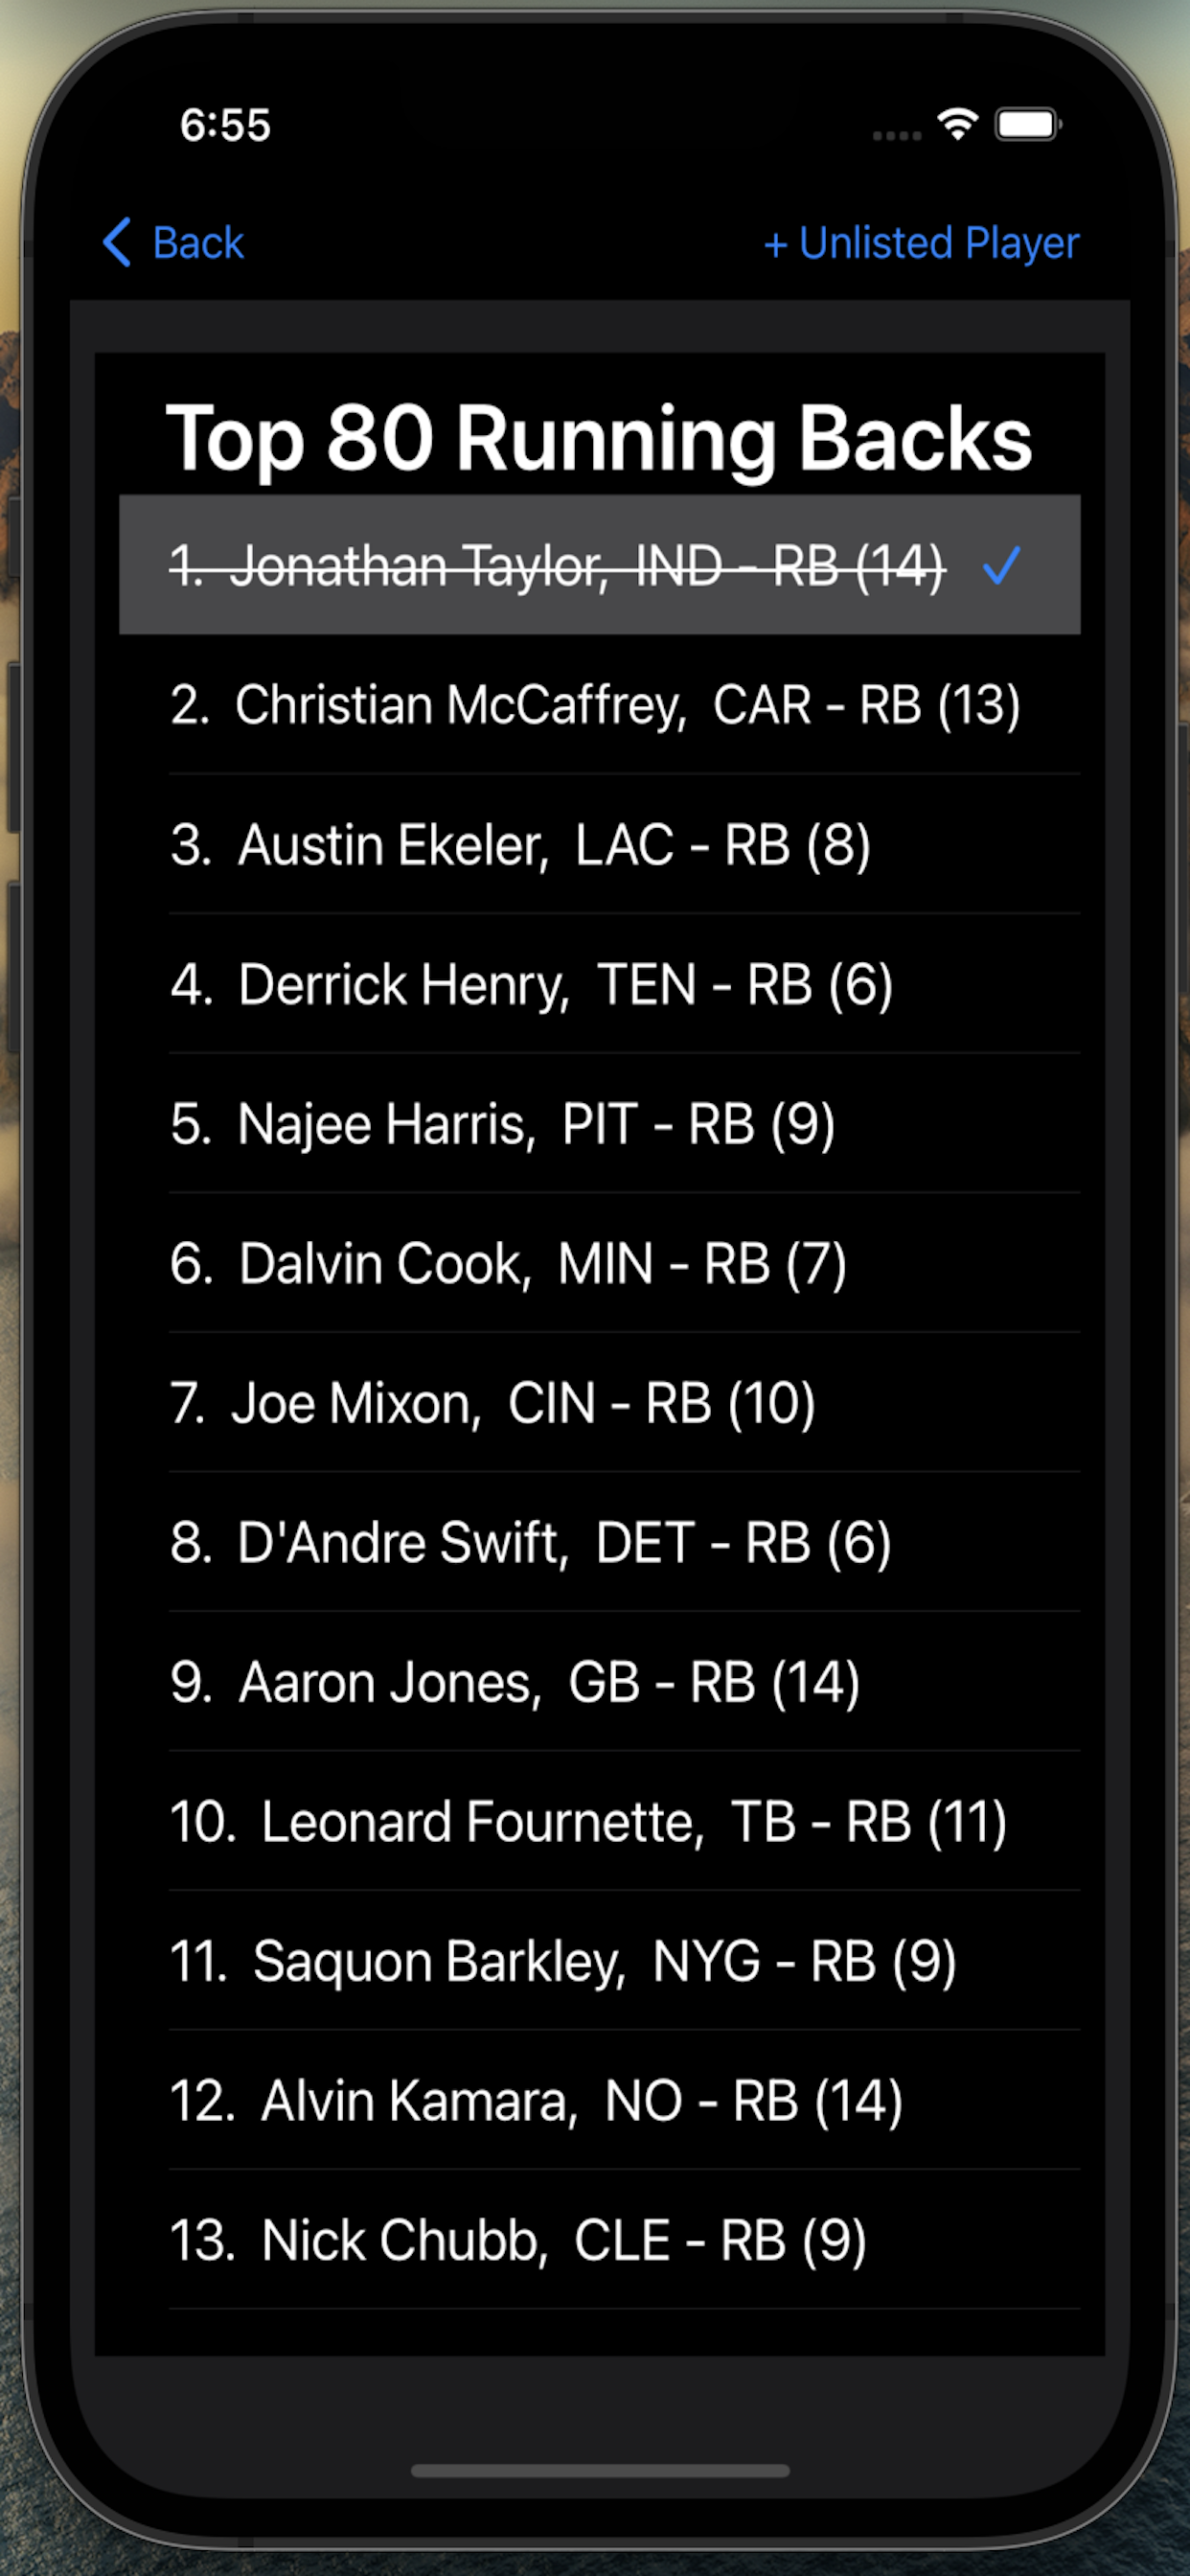 6:55
Back
+ Unlisted Player
Top 80 Running Backs
1. Jonathan Taylor, IND - RB (14)
2. Christian McCaffrey, CAR - RB (13)
3. Austin Ekeler, LAC - RB (8)
4. Derrick Henry, TEN - RB (6)
5. Najee Harris, PIT - RB (9)
6. Dalvin Cook, MIN - RB (7)
7. Joe Mixon, CIN - RB (10)
8. D'Andre Swift, DET - RB (6)
9. Aaron Jones, GB - RB (14)
10. Leonard Fournette, TB - RB (11)
11. Saquon Barkley, NYG - RB (9)
12. Alvin Kamara, NO - RB (14)
13. Nick Chubb, CLE - RB (9)